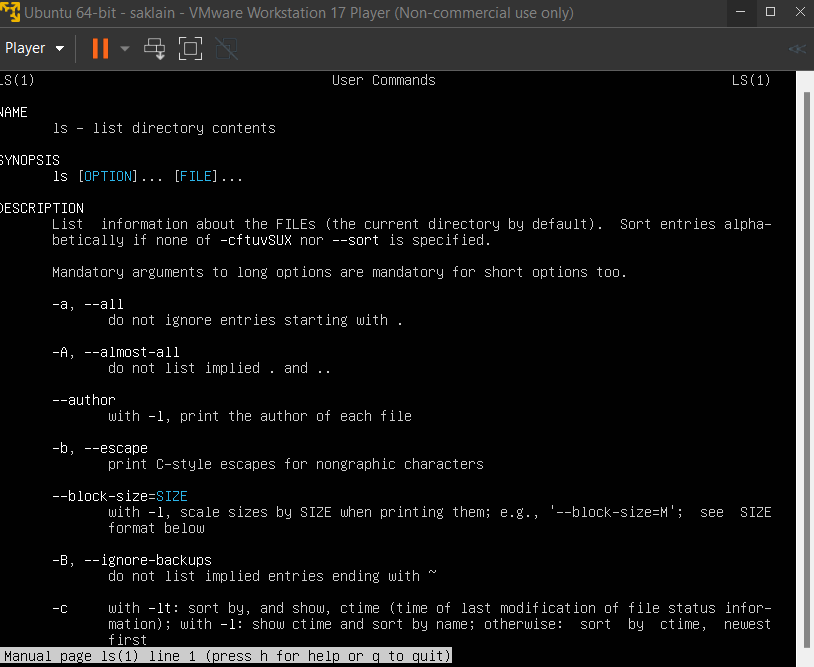 Ubuntu 64-bit - saklain - VMware Workstation 17 Player (Non-commercial use only)
Player
LS(1) User Commands LS(1)
NAME
ls - list directory contents
SYNOPSIS
ls [OPTION]... [FILE]...
DESCRIPTION
List information about the FILEs (the current directory by default). Sort entries alpha-
betically if none of -cftuvSUX nor --sort is specified.
Mandatory arguments to long options are mandatory for short options too.
-a, --all
do not ignore entries starting with .
-A, --almost-all
do not list implied . and ..
--author
with -l, print the author of each file
-b, --escape
print C-style escapes for nongraphic characters
--block-size=SIZE
with -l, scale sizes by SIZE when printing them; e.g., '--block-size=M'; see SIZE
format below
-B, --ignore-backups
do not list implied entries ending with ~
-c with -lt: sort by, and show, ctime (time of last modification of file status infor-
mation); with -l: show ctime and sort by name; otherwise: sort by ctime, newest
first
Manual page ls(1) line 1 (press h for help or q to quit)